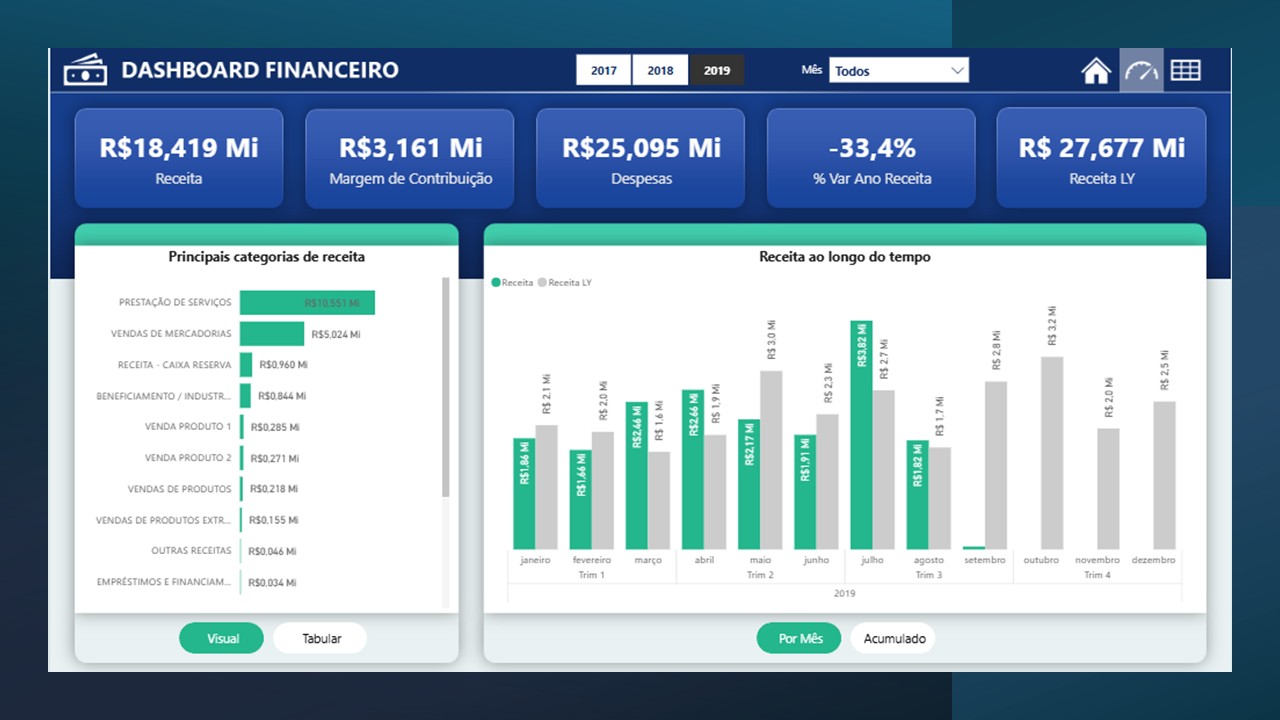 DASHBOARD FINANCEIRO
2017 2018 2019
Mês Todos
R$18,419 Mi
Receita
R$3,161 Mi
Margem de Contribuição
R$25,095 Mi
Despesas
-33,4%
% Var Ano Receita
R$ 27,677 Mi
Receita LY
Principais categorias de receita
PRESTAÇÃO DE SERVIÇOS R$10,551 Mi
VENDAS DE MERCADORIAS R$5,024 Mi
RECEITA - CAIXA RESERVA R$0,960 Mi
BENEFICIAMENTO / INDUSTR... R$0,844 Mi
VENDA PRODUTO 1 R$0,285 Mi
VENDA PRODUTO 2 R$0,271 Mi
VENDAS DE PRODUTOS R$0,218 Mi
VENDAS DE PRODUTOS EXTR... R$0,155 Mi
OUTRAS RECEITAS R$0,046 Mi
EMPRÉSTIMOS E FINANCIAM... R$0,034 Mi
Visual Tabular
Receita ao longo do tempo
Receita Receita LY
R$1,86 Mi
R$ 2,1 Mi
R$1,66 Mi
R$ 2,0 Mi
R$2,46 Mi
R$ 1,6 Mi
R$2,66 Mi
R$ 1,9 Mi
R$2,17 Mi
R$ 3,0 Mi
R$1,91 Mi
R$ 2,3 Mi
R$3,82 Mi
R$ 2,7 Mi
R$1,82 Mi
R$ 1,7 Mi
R$ 2,8 Mi
R$ 3,2 Mi
R$ 2,0 Mi
R$ 2,5 Mi
janeiro fevereiro março abril maio junho julho agosto setembro outubro novembro dezembro
Trim 1 Trim 2 Trim 3 Trim 4
2019
Por Mês Acumulado